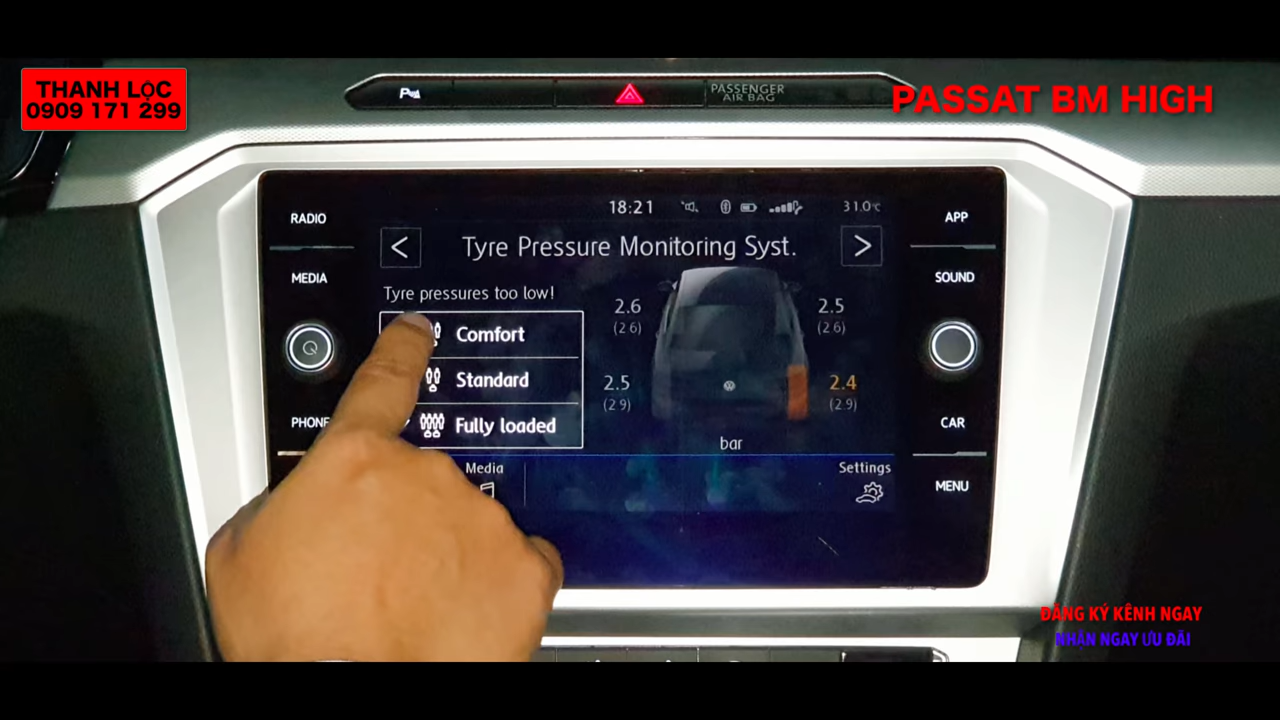 THANH LỘC
0909 171 299
PASSENGER
AIR BAG
PASSAT BM HIGH
RADIO
MEDIA
PHONE
18:21
31.0°C
Tyre Pressure Monitoring Syst.
Tyre pressures too low!
Comfort
Standard
Fully loaded
2.6
(2.6)
2.5
(2.6)
2.5
(2.9)
2.4
(2.9)
bar
Media
Settings
APP
SOUND
CAR
MENU
ĐĂNG KÝ KÊNH NGAY
NHẬN NGAY ƯU ĐÃI